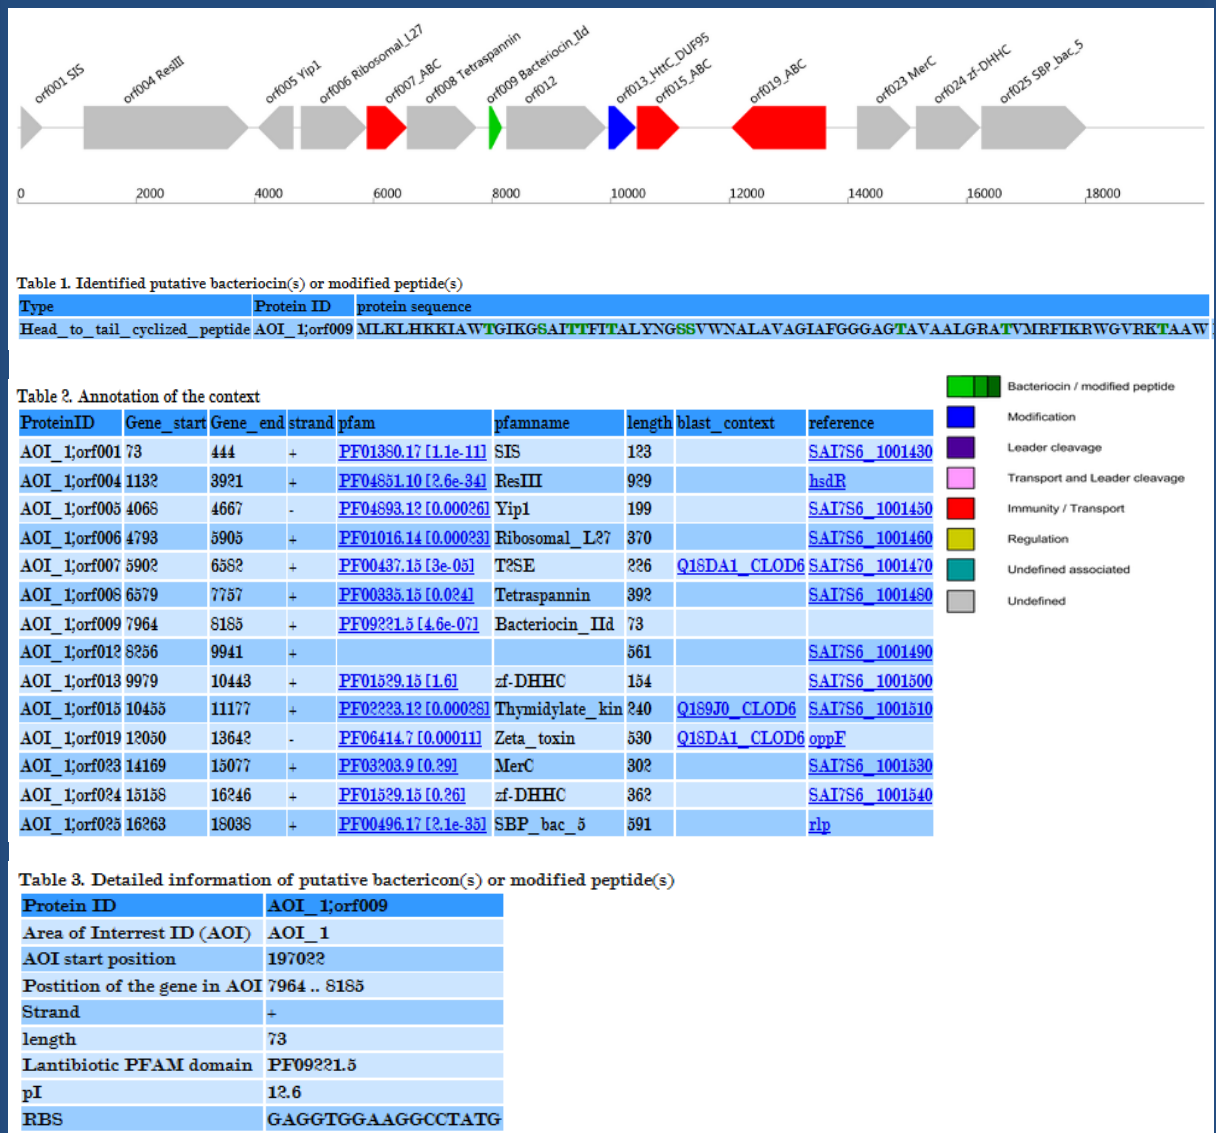 orf001 SIS
orf004 ResIII
orf005 Yip1
orf006 Ribosomal_L27
orf007_ABC
orf008 Tetraspannin
orf009 Bacteriocin_IId
orf012
orf013_HttC_DUF95
orf015_ABC
orf019_ABC
orf023 MerC
orf024 zf-DHHC
orf025 SBP_bac_5
0 2000 4000 6000 8000 10000 12000 14000 16000 18000
Table 1. Identified putative bacteriocin(s) or modified peptide(s)
Type Protein ID protein sequence
Head_to_tail_cyclized_peptide AOI_1;orf009 MLKLHKKIAWTGIKGSAITTFITALYNGSSVWNALAVAGIAFGGGAGTAVAALGRATVMRFIKRWGVRKTAAW
Table 2. Annotation of the context
ProteinID Gene_start Gene_end strand pfam pfamname length blast_context reference
AOI_1;orf001 73 444 + PF01380.17 [1.1e-11] SIS 123 SAI7S6_1001430
AOI_1;orf004 1132 3921 + PF04851.10 [2.6e-34] ResIII 929 hsdR
AOI_1;orf005 4068 4667 - PF04893.12 [0.00026] Yip1 199 SAI7S6_1001450
AOI_1;orf006 4793 5905 + PF01016.14 [0.00023] Ribosomal_L27 370 SAI7S6_1001460
AOI_1;orf007 5902 6582 + PF00437.15 [3e-05] T2SE 226 Q18DA1_CLOD6 SAI7S6_1001470
AOI_1;orf008 6579 7757 + PF00335.15 [0.024] Tetraspannin 392 SAI7S6_1001480
AOI_1;orf009 7964 8185 + PF09221.5 [4.6e-07] Bacteriocin_IId 73
AOI_1;orf012 8256 9941 + 561 SAI7S6_1001490
AOI_1;orf013 9979 10443 + PF01529.15 [1.6] zf-DHHC 154 SAI7S6_1001500
AOI_1;orf015 10455 11177 + PF02223.12 [0.00028] Thymidylate_kin 240 Q189J0_CLOD6 SAI7S6_1001510
AOI_1;orf019 12050 13642 - PF06414.7 [0.00011] Zeta_toxin 530 Q18DA1_CLOD6 oppF
AOI_1;orf023 14169 15077 + PF03203.9 [0.29] MerC 302 SAI7S6_1001530
AOI_1;orf024 15158 16246 + PF01529.15 [0.26] zf-DHHC 362 SAI7S6_1001540
AOI_1;orf025 16263 18038 + PF00496.17 [2.1e-35] SBP_bac_5 591 rlp
Bacteriocin / modified peptide
Modification
Leader cleavage
Transport and Leader cleavage
Immunity / Transport
Regulation
Undefined associated
Undefined
Table 3. Detailed information of putative bactericon(s) or modified peptide(s)
Protein ID AOI_1;orf009
Area of Interrest ID (AOI) AOI_1
AOI start position 197022
Postition of the gene in AOI 7964 .. 8185
Strand +
length 73
Lantibiotic PFAM domain PF09221.5
pI 12.6
RBS GAGGTGGAAGGCCTATG